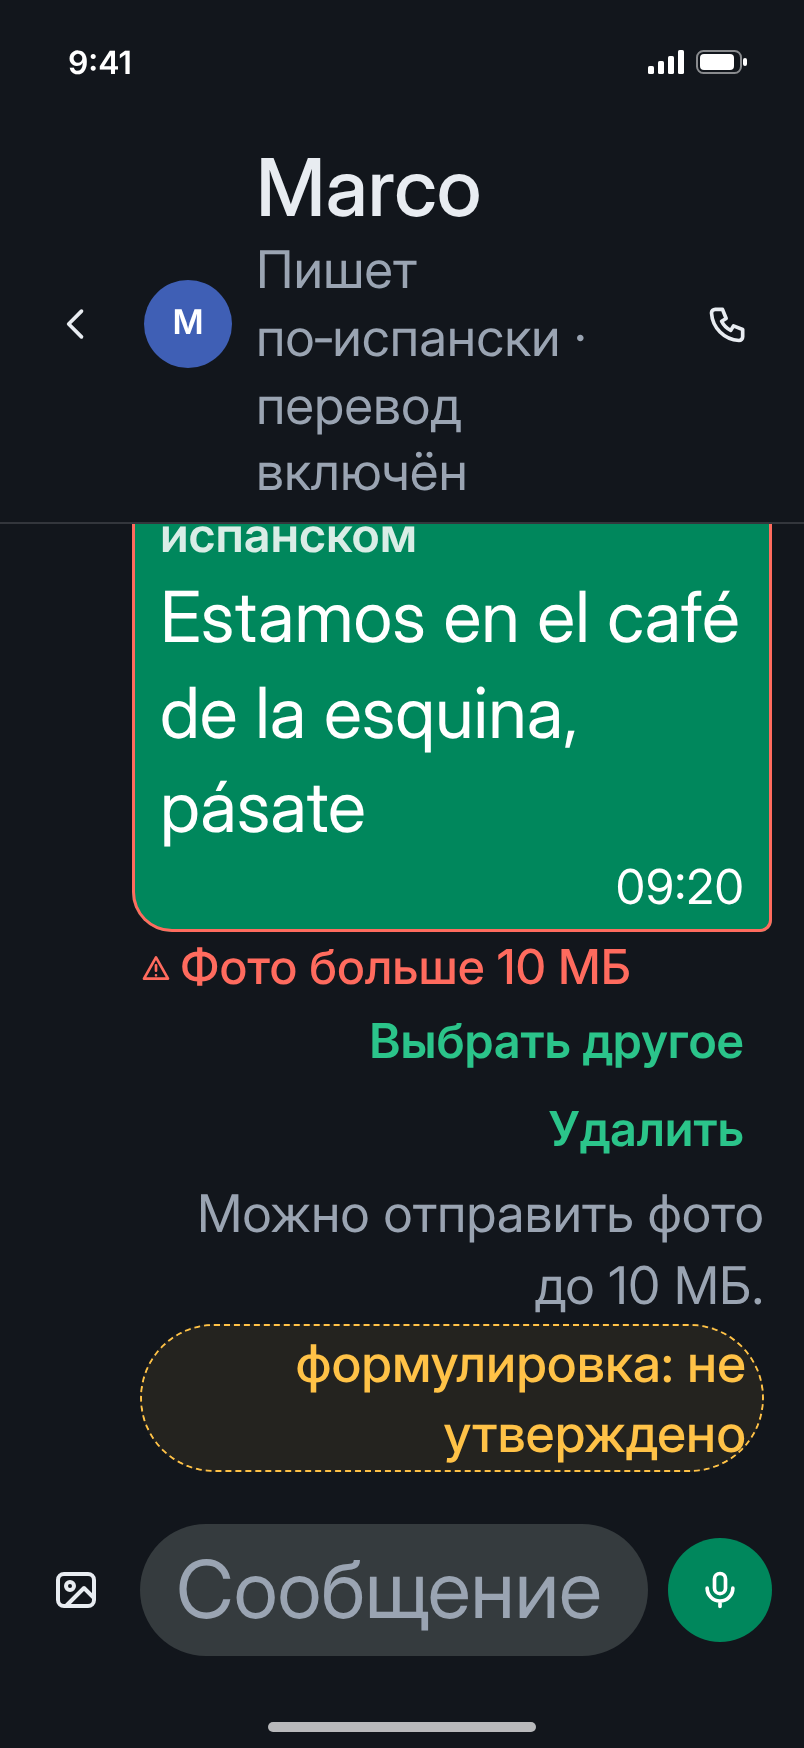 9:41
Marco
Пишет
по-испански ·
перевод
включён
M
испанском
Estamos en el café
de la esquina,
pásate
09:20
Фото больше 10 МБ
Выбрать другое
Удалить
Можно отправить фото
до 10 МБ.
формулировка: не
утверждено
Сообщение